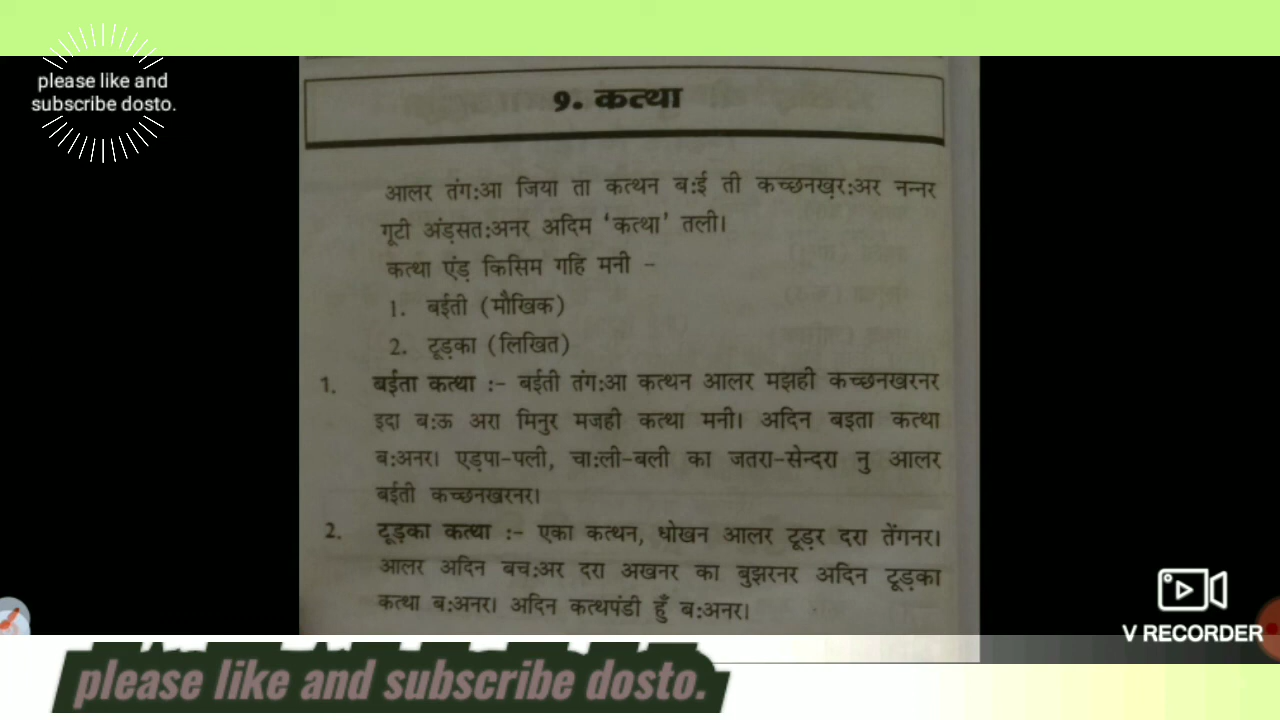 please like and
subscribe dosto.
१. कत्था
आलर तंग:आ जिया ता कत्थन ब:ई ती कच्छनख़र:अर नन्नर
गूटी अंड़सत:अनर अदिम ‘कत्था’ तली।
कत्था एंड़ किसिम गहि मनी –
1. बईती (मौखिक)
2. टूड़का (लिखित)
1. बईता कत्था :- बईती तंग:आ कत्थन आलर मझही कच्छनखरनर
इदा ब:ऊ अरा मिनुर मजही कत्था मनी। अदिन बइता कत्था
ब:अनर। एड़पा-पली, चा:ली-बली का जतरा-सेन्दरा नु आलर
बईती कच्छनखरनर।
2. टूड़का कत्था :- एका कत्थन, धोखन आलर टूड़र दरा तेंगनर।
आलर अदिन बच:अर दरा अखनर का बुझरनर अदिन टूड़का
कत्था ब:अनर। अदिन कत्थपंडी हूँ ब:अनर।
V RECORDER
please like and subscribe dosto.